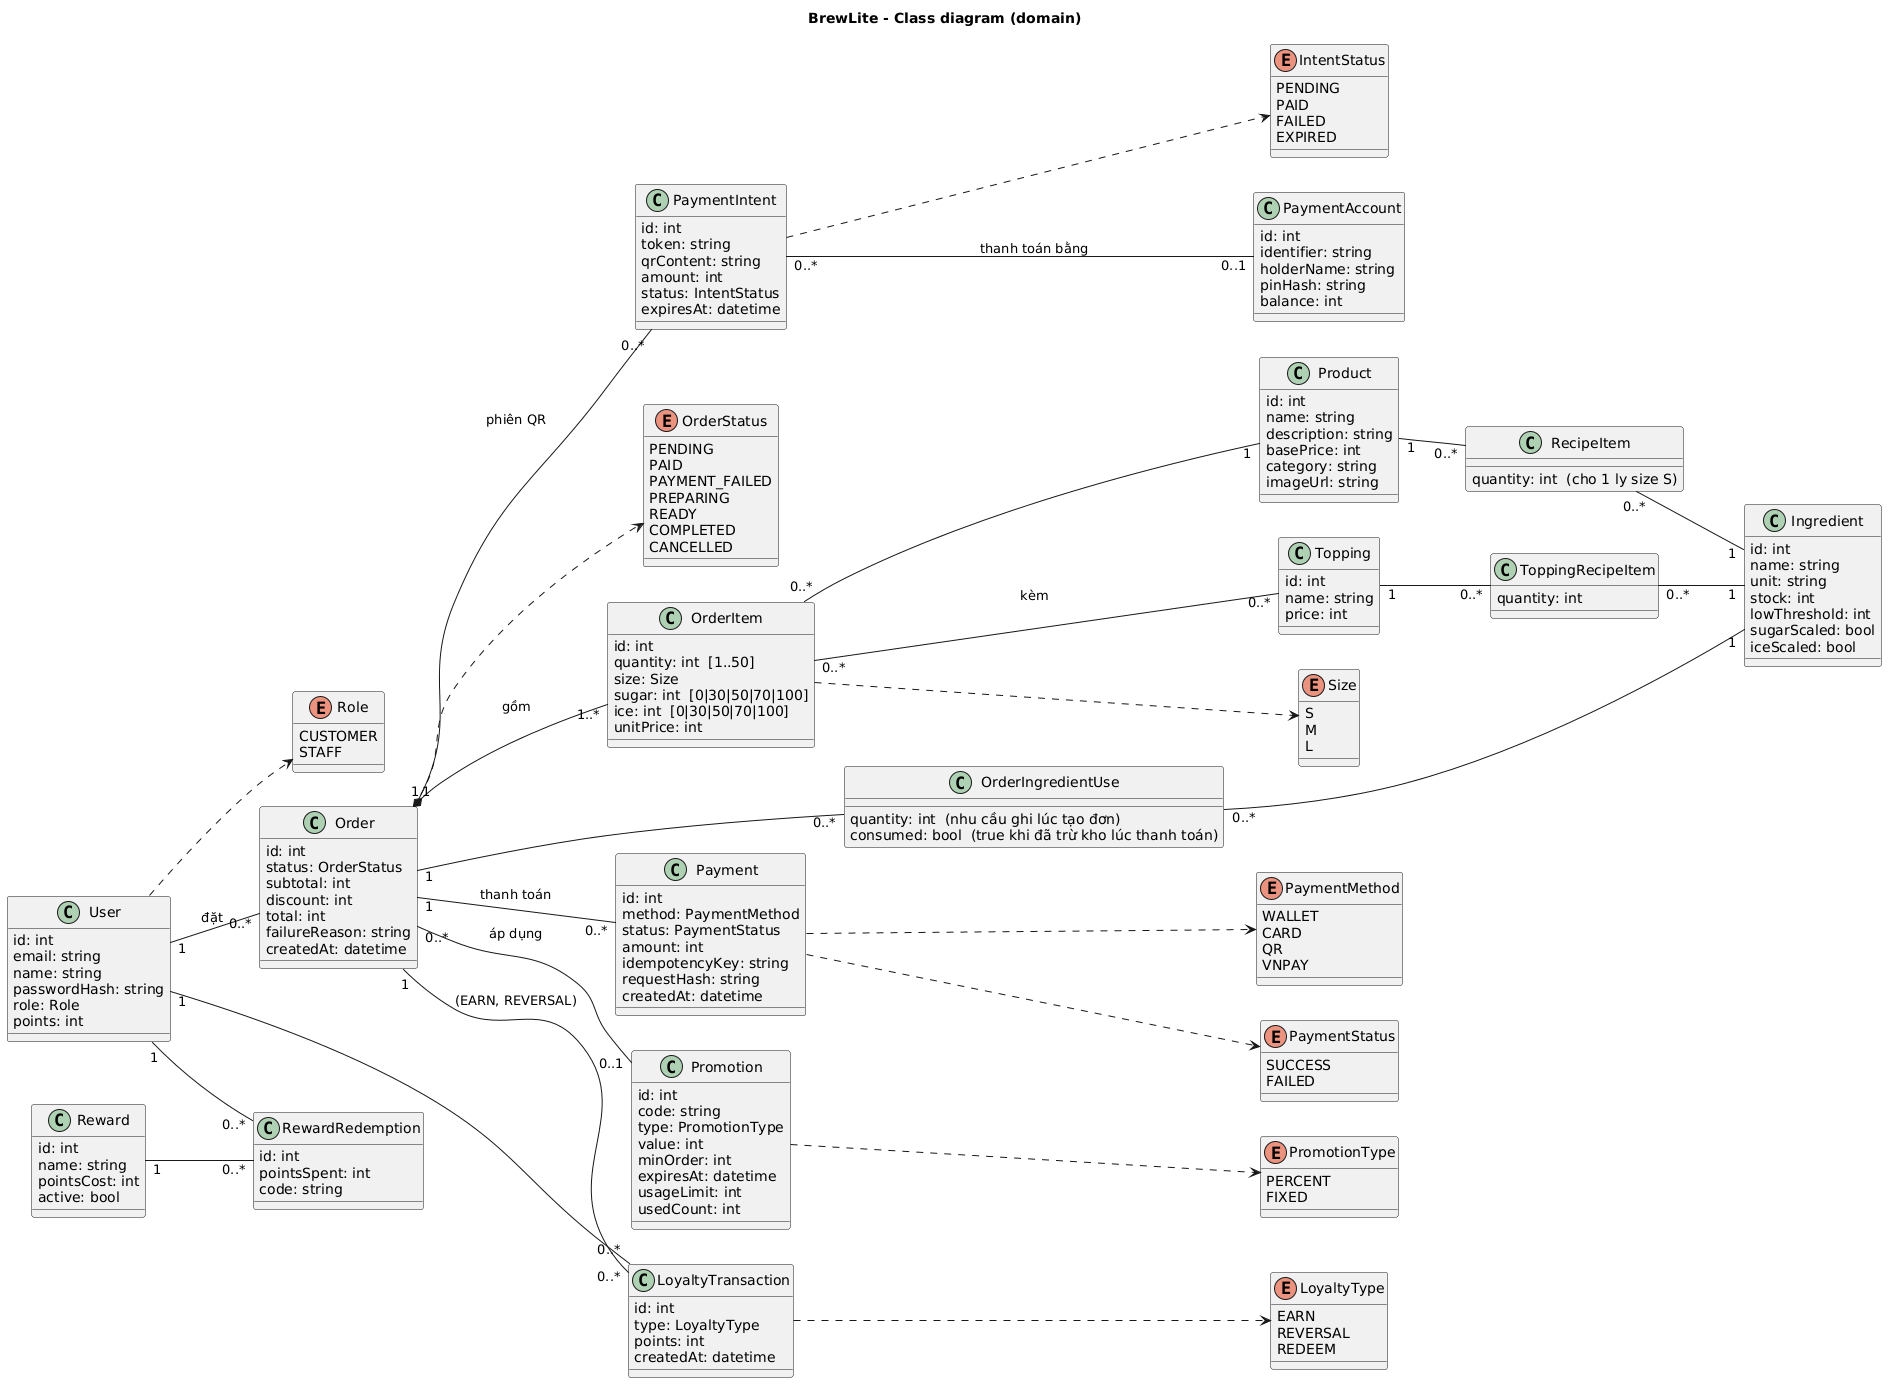 BrewLite - Class diagram (domain)
IntentStatus
PENDING
PAID
FAILED
EXPIRED
PaymentIntent
id: int
token: string
qrContent: string
amount: int
status: IntentStatus
expiresAt: datetime
PaymentAccount
id: int
identifier: string
holderName: string
pinHash: string
balance: int
thanh toán bằng
0..*
0..1
0..*
phiên QR
OrderStatus
PENDING
PAID
PAYMENT_FAILED
PREPARING
READY
COMPLETED
CANCELLED
Product
id: int
name: string
description: string
basePrice: int
category: string
imageUrl: string
1
1
0..*
RecipeItem
quantity: int  (cho 1 ly size S)
0..*
1
Ingredient
id: int
name: string
unit: string
stock: int
lowThreshold: int
sugarScaled: bool
iceScaled: bool
Topping
id: int
name: string
price: int
1
0..*
ToppingRecipeItem
quantity: int
0..*
1
1
OrderItem
id: int
quantity: int  [1..50]
size: Size
sugar: int  [0|30|50|70|100]
ice: int  [0|30|50|70|100]
unitPrice: int
0..*
kèm
0..*
0..*
Size
S
M
L
gồm
1..*
1
1
Role
CUSTOMER
STAFF
Order
id: int
status: OrderStatus
subtotal: int
discount: int
total: int
failureReason: string
createdAt: datetime
OrderIngredientUse
quantity: int  (nhu cầu ghi lúc tạo đơn)
consumed: bool  (true khi đã trừ kho lúc thanh toán)
1
0..*
0..*
User
id: int
email: string
name: string
passwordHash: string
role: Role
points: int
đặt
1
0..*
1
thanh toán
1
0..*
Payment
id: int
method: PaymentMethod
status: PaymentStatus
amount: int
idempotencyKey: string
requestHash: string
createdAt: datetime
PaymentMethod
WALLET
CARD
QR
VNPAY
PaymentStatus
SUCCESS
FAILED
áp dụng
0..*
0..1
1
(EARN, REVERSAL)
Promotion
id: int
code: string
type: PromotionType
value: int
minOrder: int
expiresAt: datetime
usageLimit: int
usedCount: int
PromotionType
PERCENT
FIXED
1
0..*
Reward
id: int
name: string
pointsCost: int
active: bool
1
0..*
RewardRedemption
id: int
pointsSpent: int
code: string
0..*
0..*
LoyaltyTransaction
id: int
type: LoyaltyType
points: int
createdAt: datetime
LoyaltyType
EARN
REVERSAL
REDEEM